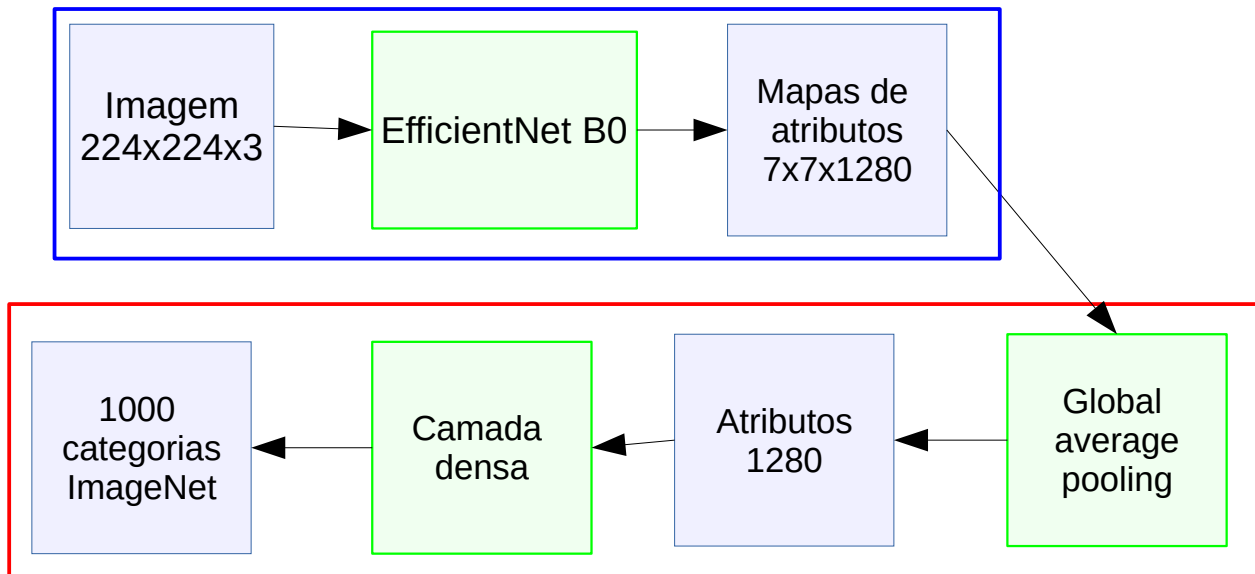 Imagem
224x224x3
EfficientNet B0
Mapas de
atributos
7x7x1280
Global
average
pooling
Atributos
1280
Camada
densa
1000
categorias
ImageNet